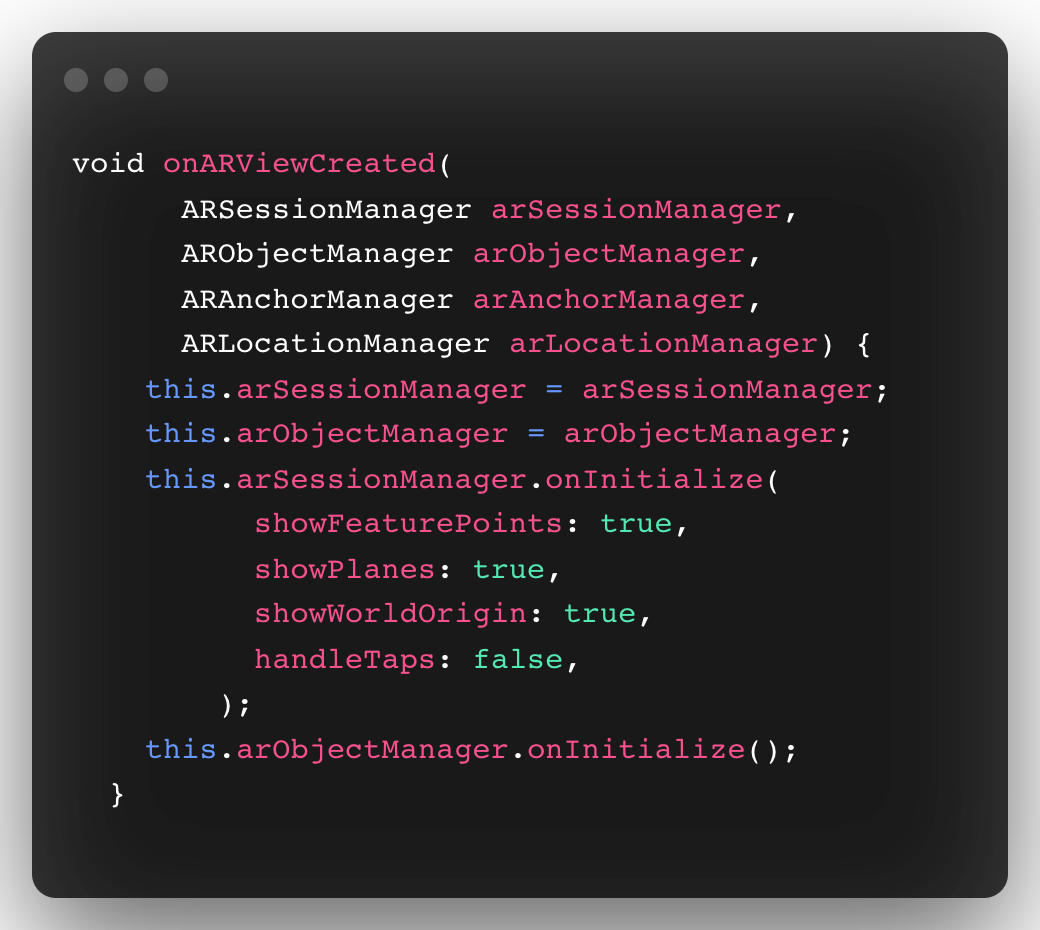 void onARViewCreated(
      ARSessionManager arSessionManager,
      ARObjectManager arObjectManager,
      ARAnchorManager arAnchorManager,
      ARLocationManager arLocationManager) {
    this.arSessionManager = arSessionManager;
    this.arObjectManager = arObjectManager;
    this.arSessionManager.onInitialize(
          showFeaturePoints: true,
          showPlanes: true,
          showWorldOrigin: true,
          handleTaps: false,
        );
    this.arObjectManager.onInitialize();
  }